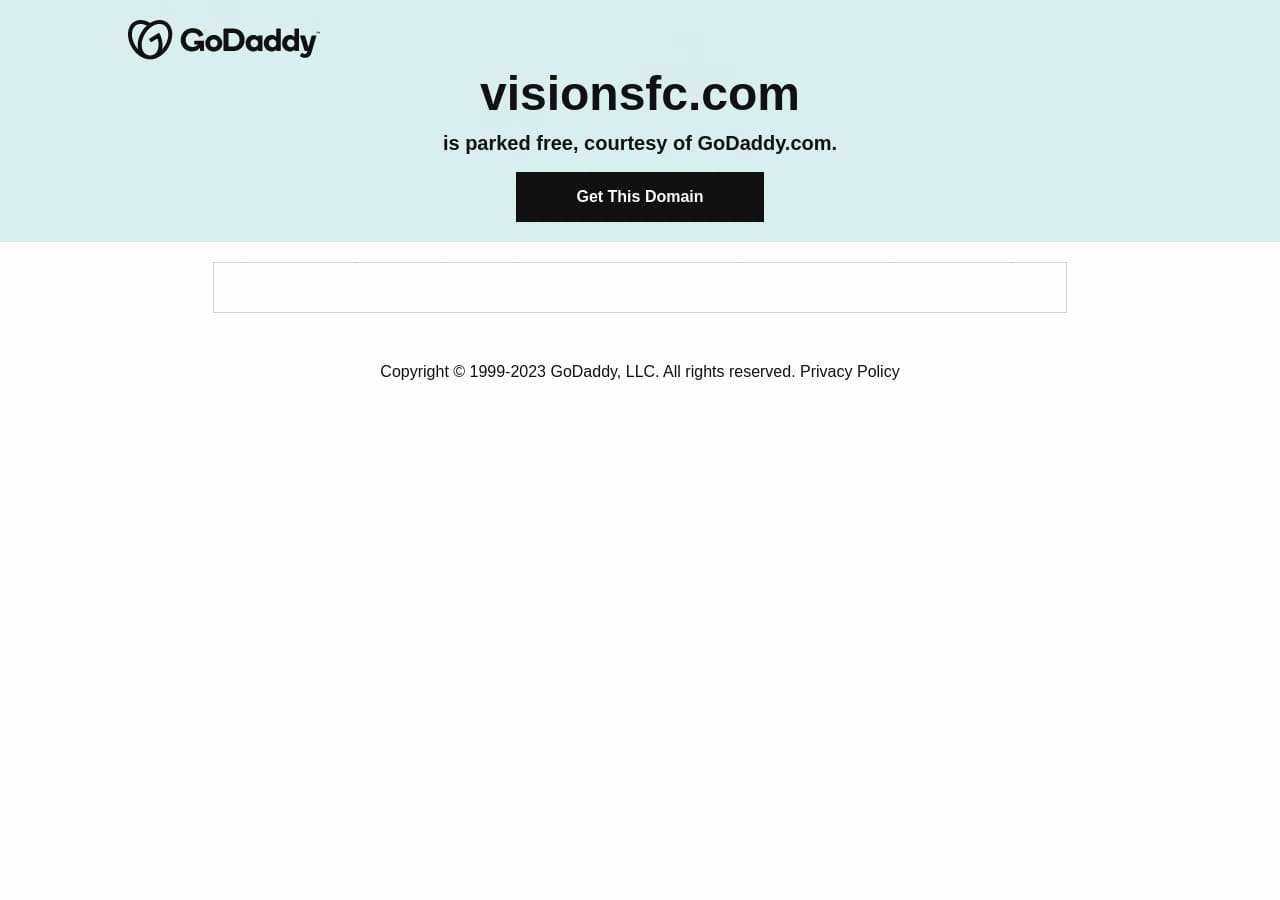 GoDaddy™
visionsfc.com
is parked free, courtesy of GoDaddy.com.
Get This Domain
Copyright © 1999-2023 GoDaddy, LLC. All rights reserved. Privacy Policy